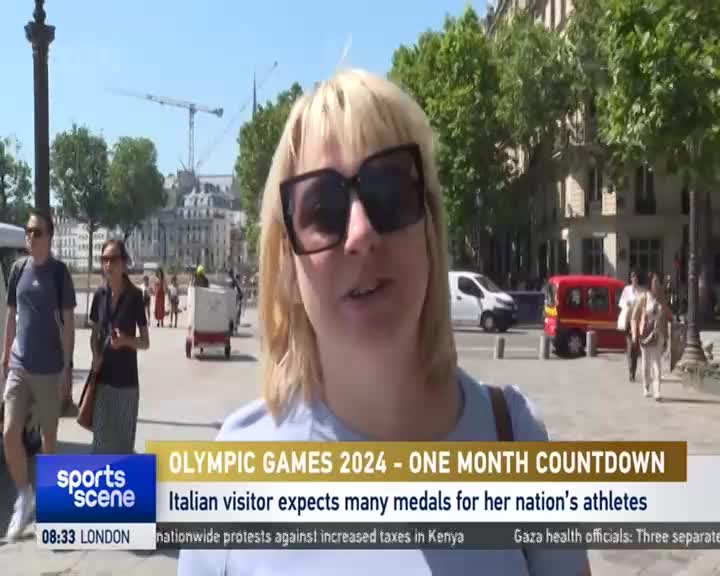 OLYMPIC GAMES 2024 - ONE MONTH COUNTDOWN
sports
scene
Italian visitor expects many medals for her nation's athletes
08:33 LONDON
nationwide protests against increased taxes in Kenya
Gaza health officials: Three separate